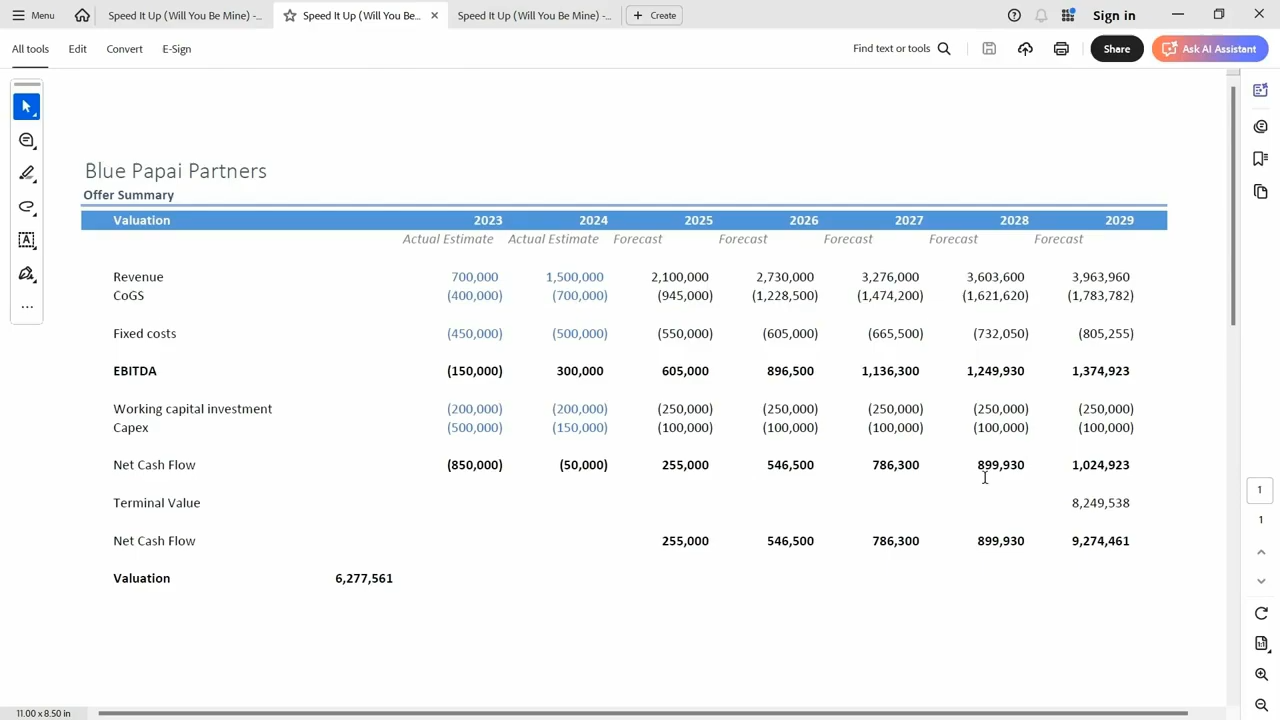 Menu Speed It Up (Will You Be Mine) -... Speed It Up (Will You Be... Speed It Up (Will You Be Mine) -... Create Sign in
All tools Edit Convert E-Sign Find text or tools Share Ask AI Assistant
Blue Papai Partners
Offer Summary
Valuation 2023 2024 2025 2026 2027 2028 2029
Actual Estimate Actual Estimate Forecast Forecast Forecast Forecast Forecast
Revenue 700,000 1,500,000 2,100,000 2,730,000 3,276,000 3,603,600 3,963,960
CoGS (400,000) (700,000) (945,000) (1,228,500) (1,474,200) (1,621,620) (1,783,782)
Fixed costs (450,000) (500,000) (550,000) (605,000) (665,500) (732,050) (805,255)
EBITDA (150,000) 300,000 605,000 896,500 1,136,300 1,249,930 1,374,923
Working capital investment (200,000) (200,000) (250,000) (250,000) (250,000) (250,000) (250,000)
Capex (500,000) (150,000) (100,000) (100,000) (100,000) (100,000) (100,000)
Net Cash Flow (850,000) (50,000) 255,000 546,500 786,300 899,930 1,024,923
Terminal Value 8,249,538
Net Cash Flow 255,000 546,500 786,300 899,930 9,274,461
Valuation 6,277,561
1
1
11.00 x 8.50 in